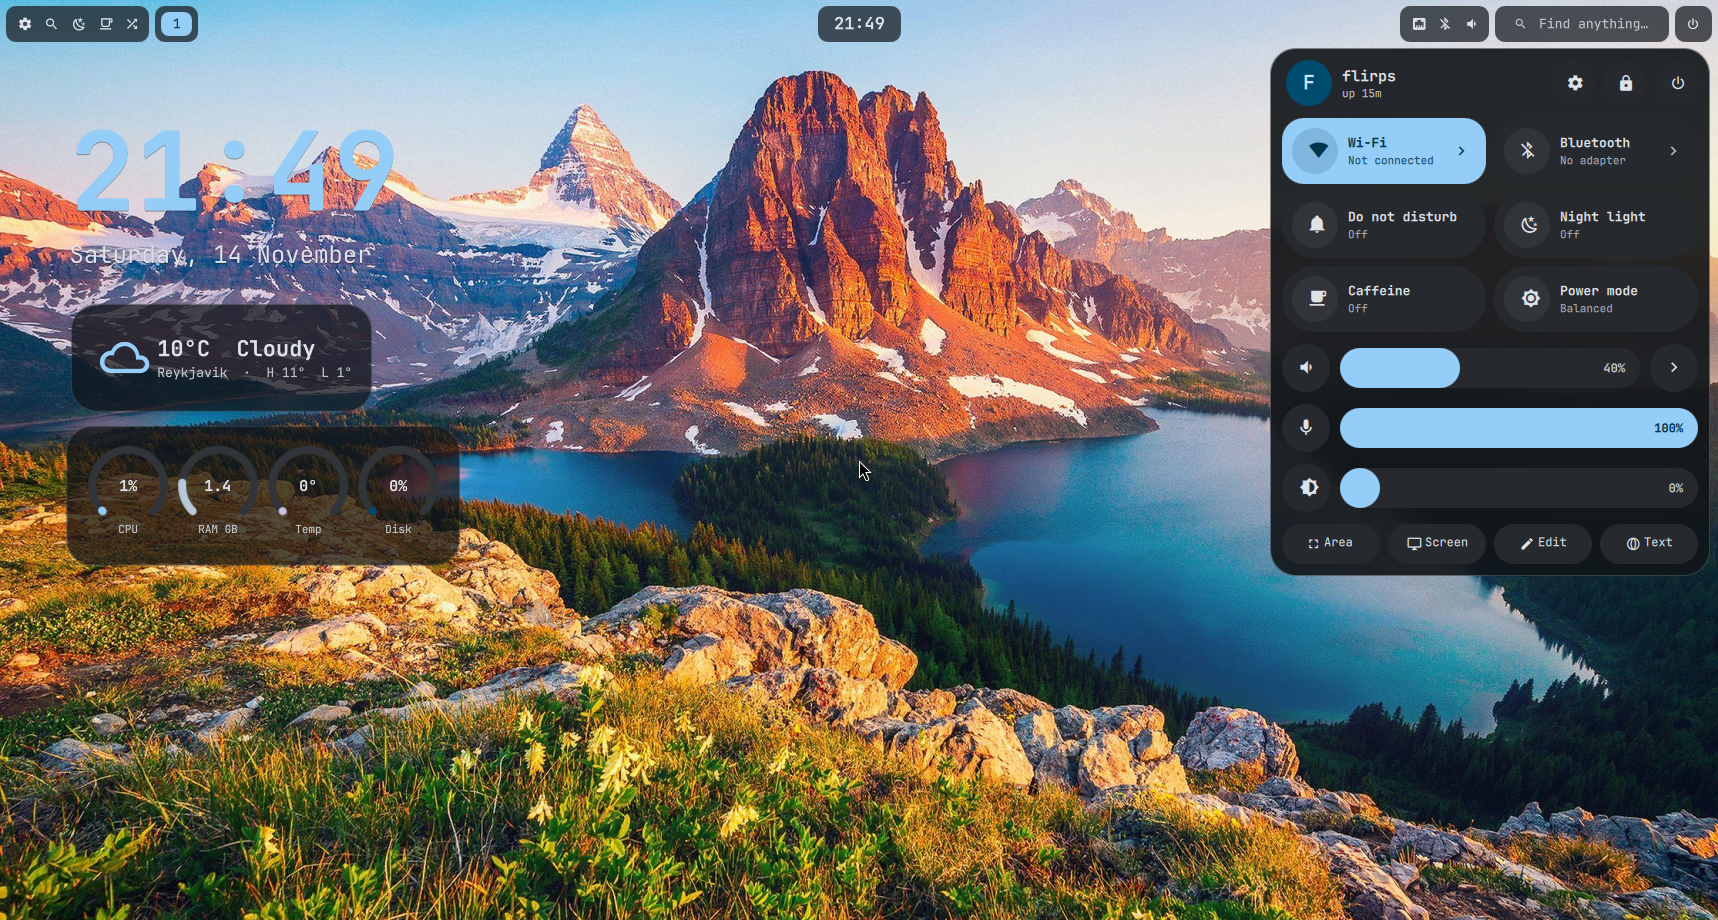 1
21:49
Find anything…
21:49
Saturday, 14 November
10°C Cloudy
Reykjavik · H 11° L 1°
1%
CPU
1.4
RAM GB
0°
Temp
0%
Disk
F
flirps
up 15m
Wi-Fi
Not connected
Bluetooth
No adapter
Do not disturb
Off
Night light
Off
Caffeine
Off
Power mode
Balanced
40%
100%
0%
Area
Screen
Edit
Text